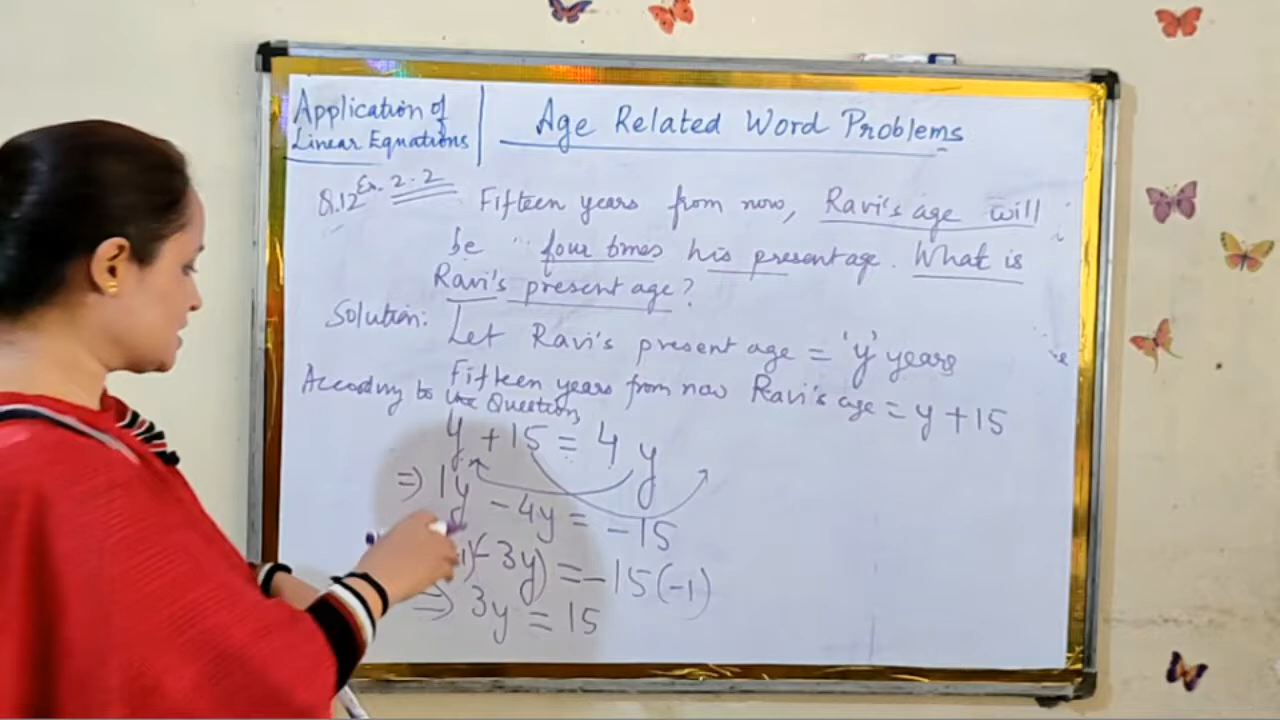 Application of
Linear Equations
Age Related Word Problems
Q.12 Ex. 2.2 Fifteen years from now, Ravi's age will
be four times his present age. What is
Ravi's present age?
Solution: Let Ravi's present age = 'y' years
Fifteen years from now Ravi's age = y + 15
According to the Question,
y + 15 = 4y
⇒ 1y - 4y = -15
1)(-3y) = -15(-1)
⇒ 3y = 15